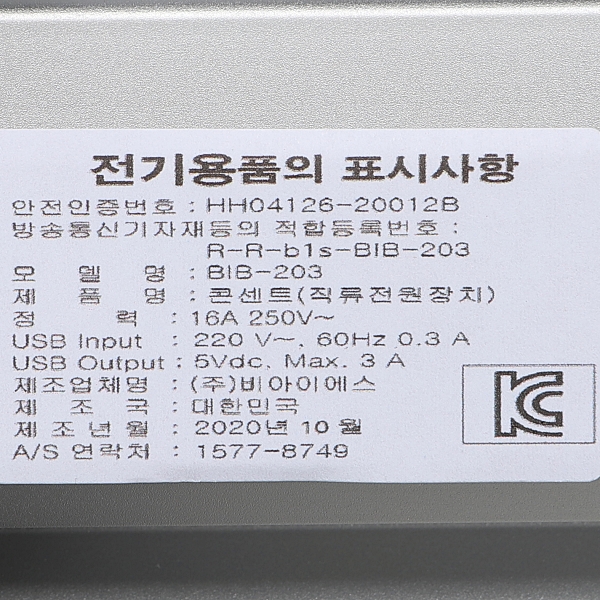 전기용품의 표시사항
안전인증번호 : HH04126-20012B
방송통신기자재등의 적합등록번호 :
R-R-b1s-BIB-203
모 델 명 : BIB-203
제 품 명 : 콘센트(직류전원장치)
정 력 : 16A 250V~
USB Input : 220 V~, 60Hz 0.3 A
USB Output : 5Vdc, Max. 3 A
제조업체명 : (주)비아이에스
제 조 국 : 대한민국
제 조 년 월 : 2020년 10 월
A/S 연락처 : 1577-8749
KC